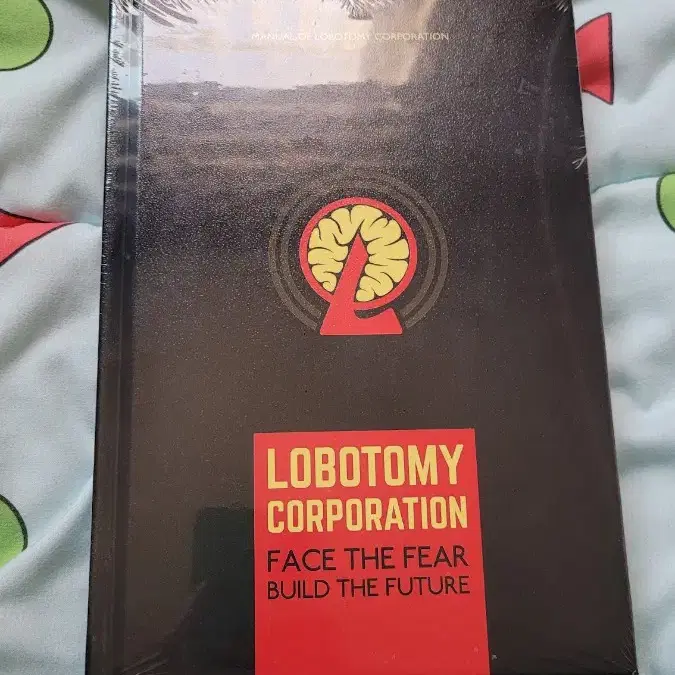 MANUAL OF LOBOTOMY CORPORATION
LOBOTOMY
CORPORATION
FACE THE FEAR
BUILD THE FUTURE